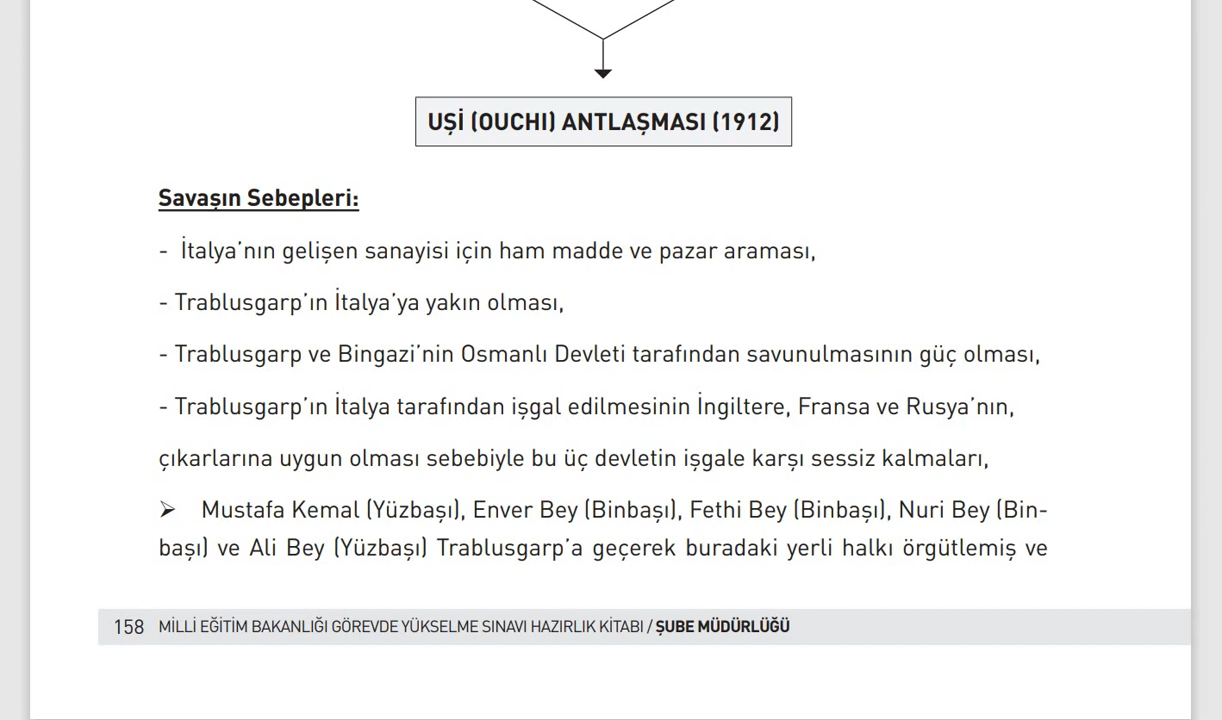 UŞİ (OUCHI) ANTLAŞMASI (1912)
Savaşın Sebepleri:
- İtalya’nın gelişen sanayisi için ham madde ve pazar araması,
- Trablusgarp’ın İtalya’ya yakın olması,
- Trablusgarp ve Bingazi’nin Osmanlı Devleti tarafından savunulmasının güç olması,
- Trablusgarp’ın İtalya tarafından işgal edilmesinin İngiltere, Fransa ve Rusya’nın,
çıkarlarına uygun olması sebebiyle bu üç devletin işgale karşı sessiz kalmaları,
➢ Mustafa Kemal (Yüzbaşı), Enver Bey (Binbaşı), Fethi Bey (Binbaşı), Nuri Bey (Bin-
başı) ve Ali Bey (Yüzbaşı) Trablusgarp’a geçerek buradaki yerli halkı örgütlemiş ve
158 MİLLİ EĞİTİM BAKANLIĞI GÖREVDE YÜKSELME SINAVI HAZIRLIK KİTABI / ŞUBE MÜDÜRLÜĞÜ